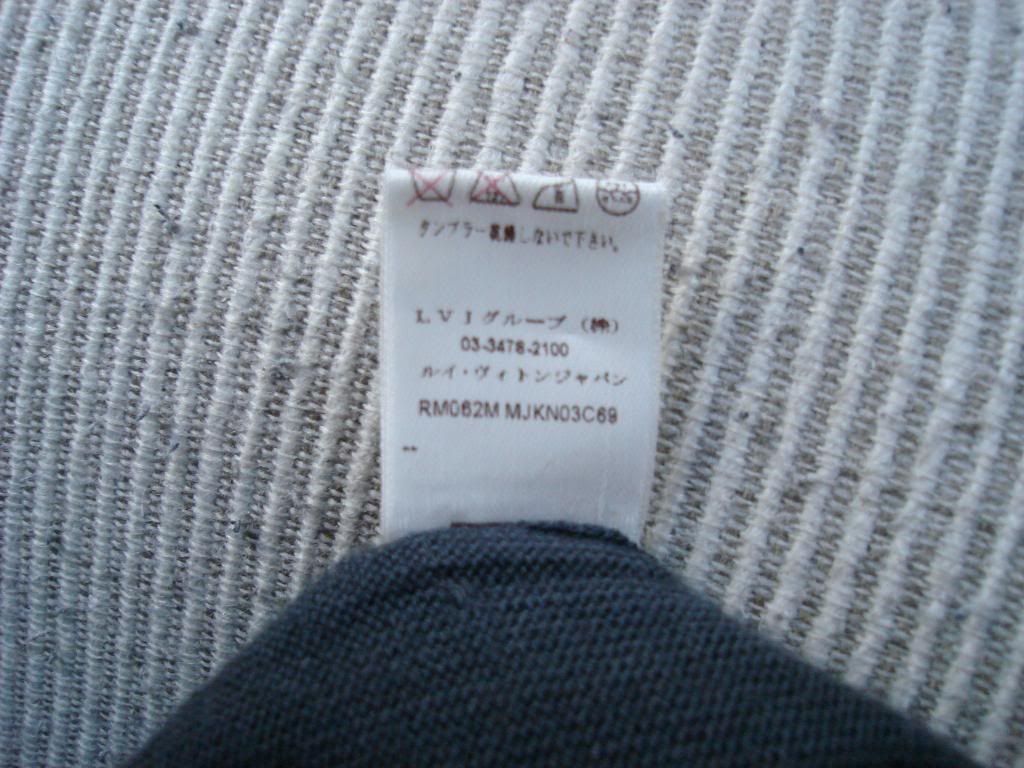 タンブラー乾燥しないで下さい。
LVIグループ (株)
03-3478-2100
ルイ・ヴィトンジャパン
RM062M MJKN03C69
--